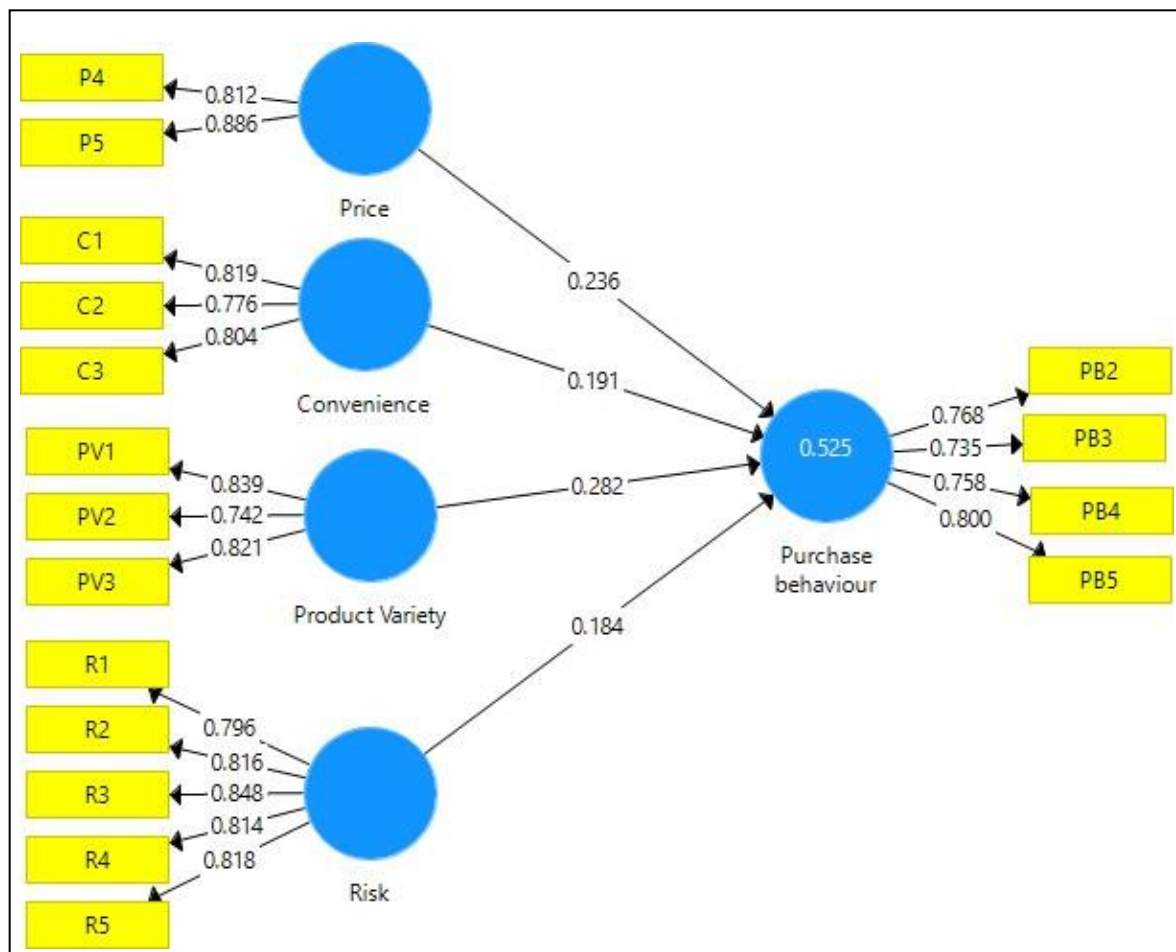 P4
P5
0.812
0.886
Price
C1
C2
C3
0.819
0.776
0.804
Convenience
PV1
PV2
PV3
0.839
0.742
0.821
Product Variety
R1
R2
R3
R4
R5
0.796
0.816
0.848
0.814
0.818
Risk
0.236
0.191
0.282
0.184
0.525
Purchase
behaviour
0.768
0.735
0.758
0.800
PB2
PB3
PB4
PB5